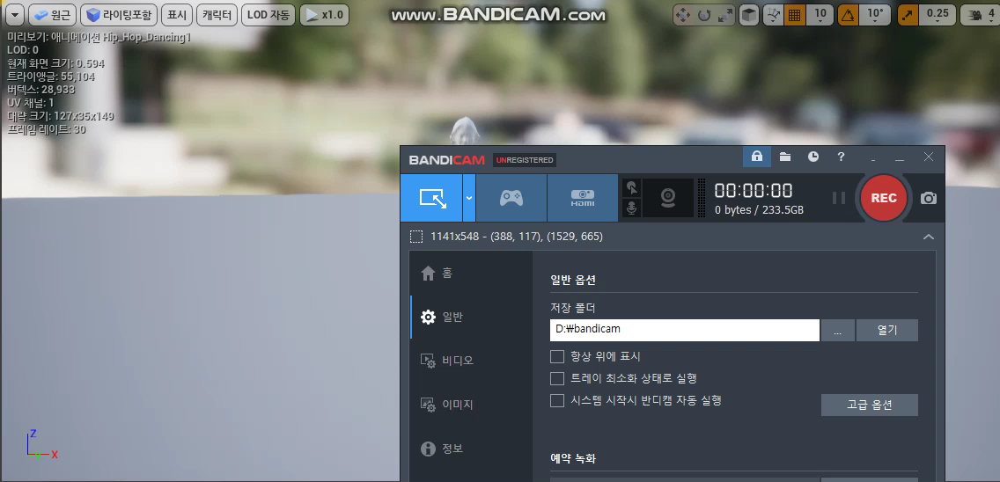 원근 라이팅포함 표시 캐릭터 LOD 자동 x1.0 www.BANDICAM.com 10 10° 0.25 4
미리보기: 애니메이션 Hip_Hop_Dancing1
LOD: 0
현재 화면 크기: 0.594
트라이앵글: 55,104
버텍스: 28,933
UV 채널: 1
대략 크기: 127x35x149
프레임 레이트: 30
BANDICAM UNREGISTERED ?
HDMI 00:00:00 REC
0 bytes / 233.5GB
1141x548 - (388, 117), (1529, 665)
홈
일반
비디오
이미지
정보
일반 옵션
저장 폴더
D:₩bandicam ... 열기
항상 위에 표시
트레이 최소화 상태로 실행
시스템 시작시 반디캠 자동 실행
고급 옵션
예약 녹화
Z
Y X